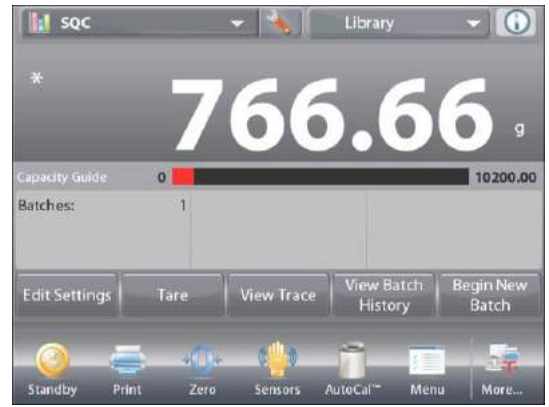 SQC Library
*
766.66 g
Capacity Guide 0 10200.00
Batches: 1
Edit Settings Tare View Trace View Batch History Begin New Batch
Standby Print Zero Sensors AutoCal™ Menu More...